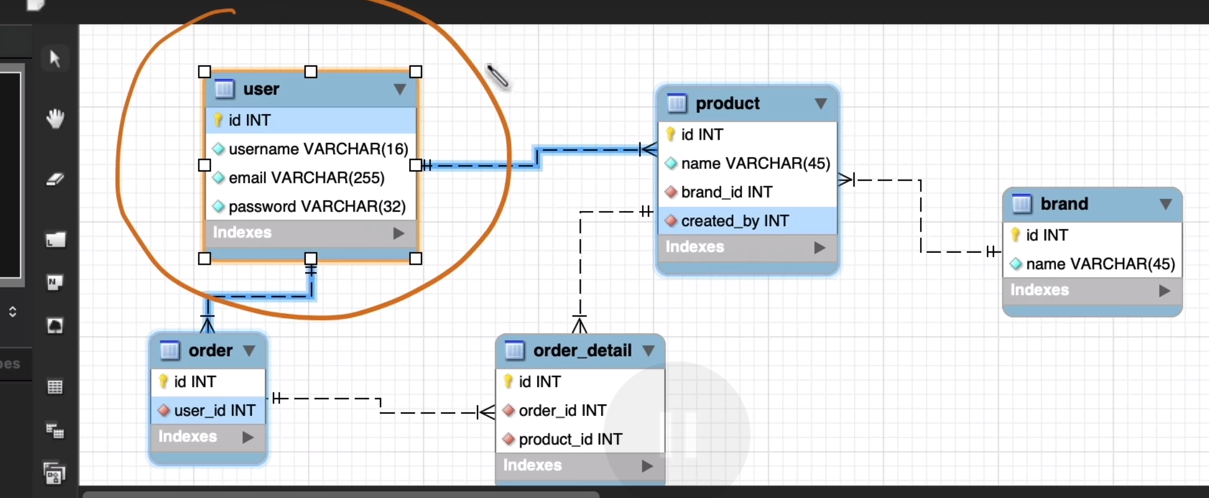 user
id INT
username VARCHAR(16)
email VARCHAR(255)
password VARCHAR(32)
Indexes
product
id INT
name VARCHAR(45)
brand_id INT
created_by INT
Indexes
brand
id INT
name VARCHAR(45)
Indexes
order
id INT
user_id INT
Indexes
order_detail
id INT
order_id INT
product_id INT
Indexes
N
pes